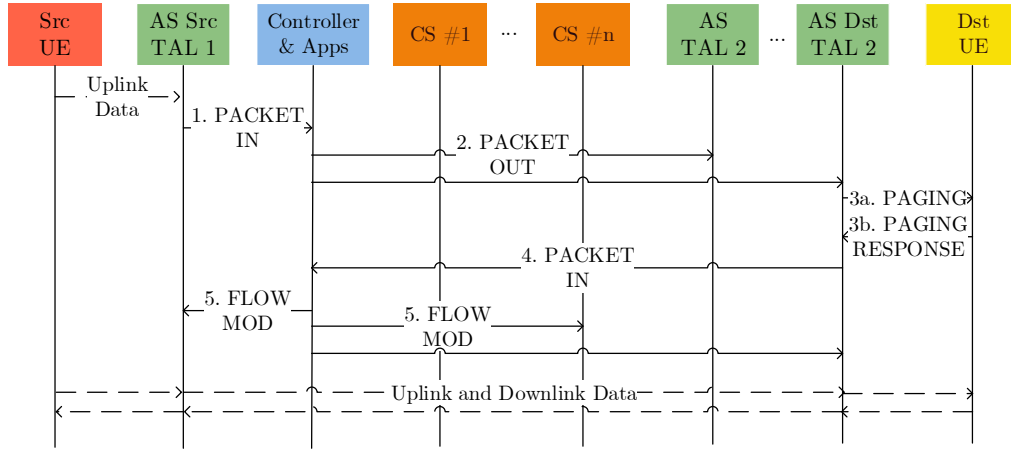 Src
UE
AS Src
TAL 1
Controller
& Apps
CS #1
...
CS #n
AS
TAL 2
...
AS Dst
TAL 2
Dst
UE
Uplink
Data
1. PACKET
IN
2. PACKET
OUT
3a. PAGING
3b. PAGING
RESPONSE
4. PACKET
IN
5. FLOW
MOD
5. FLOW
MOD
Uplink and Downlink Data